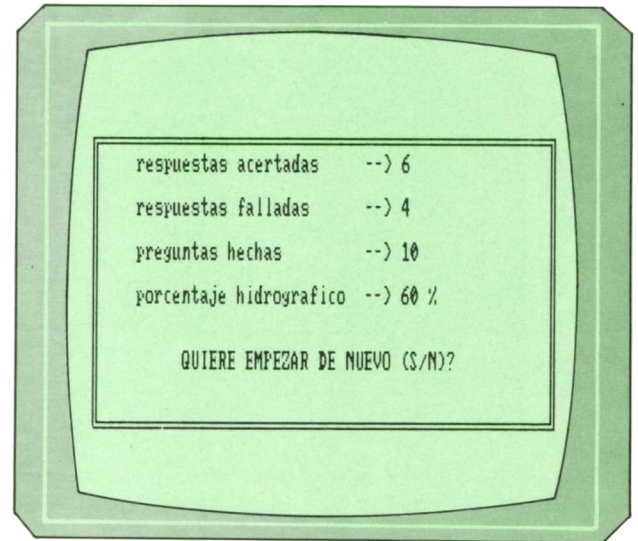 respuestas acertadas --> 6
respuestas falladas --> 4
preguntas hechas --> 10
porcentaje hidrografico --> 60 %
QUIERE EMPEZAR DE NUEVO (S/N)?